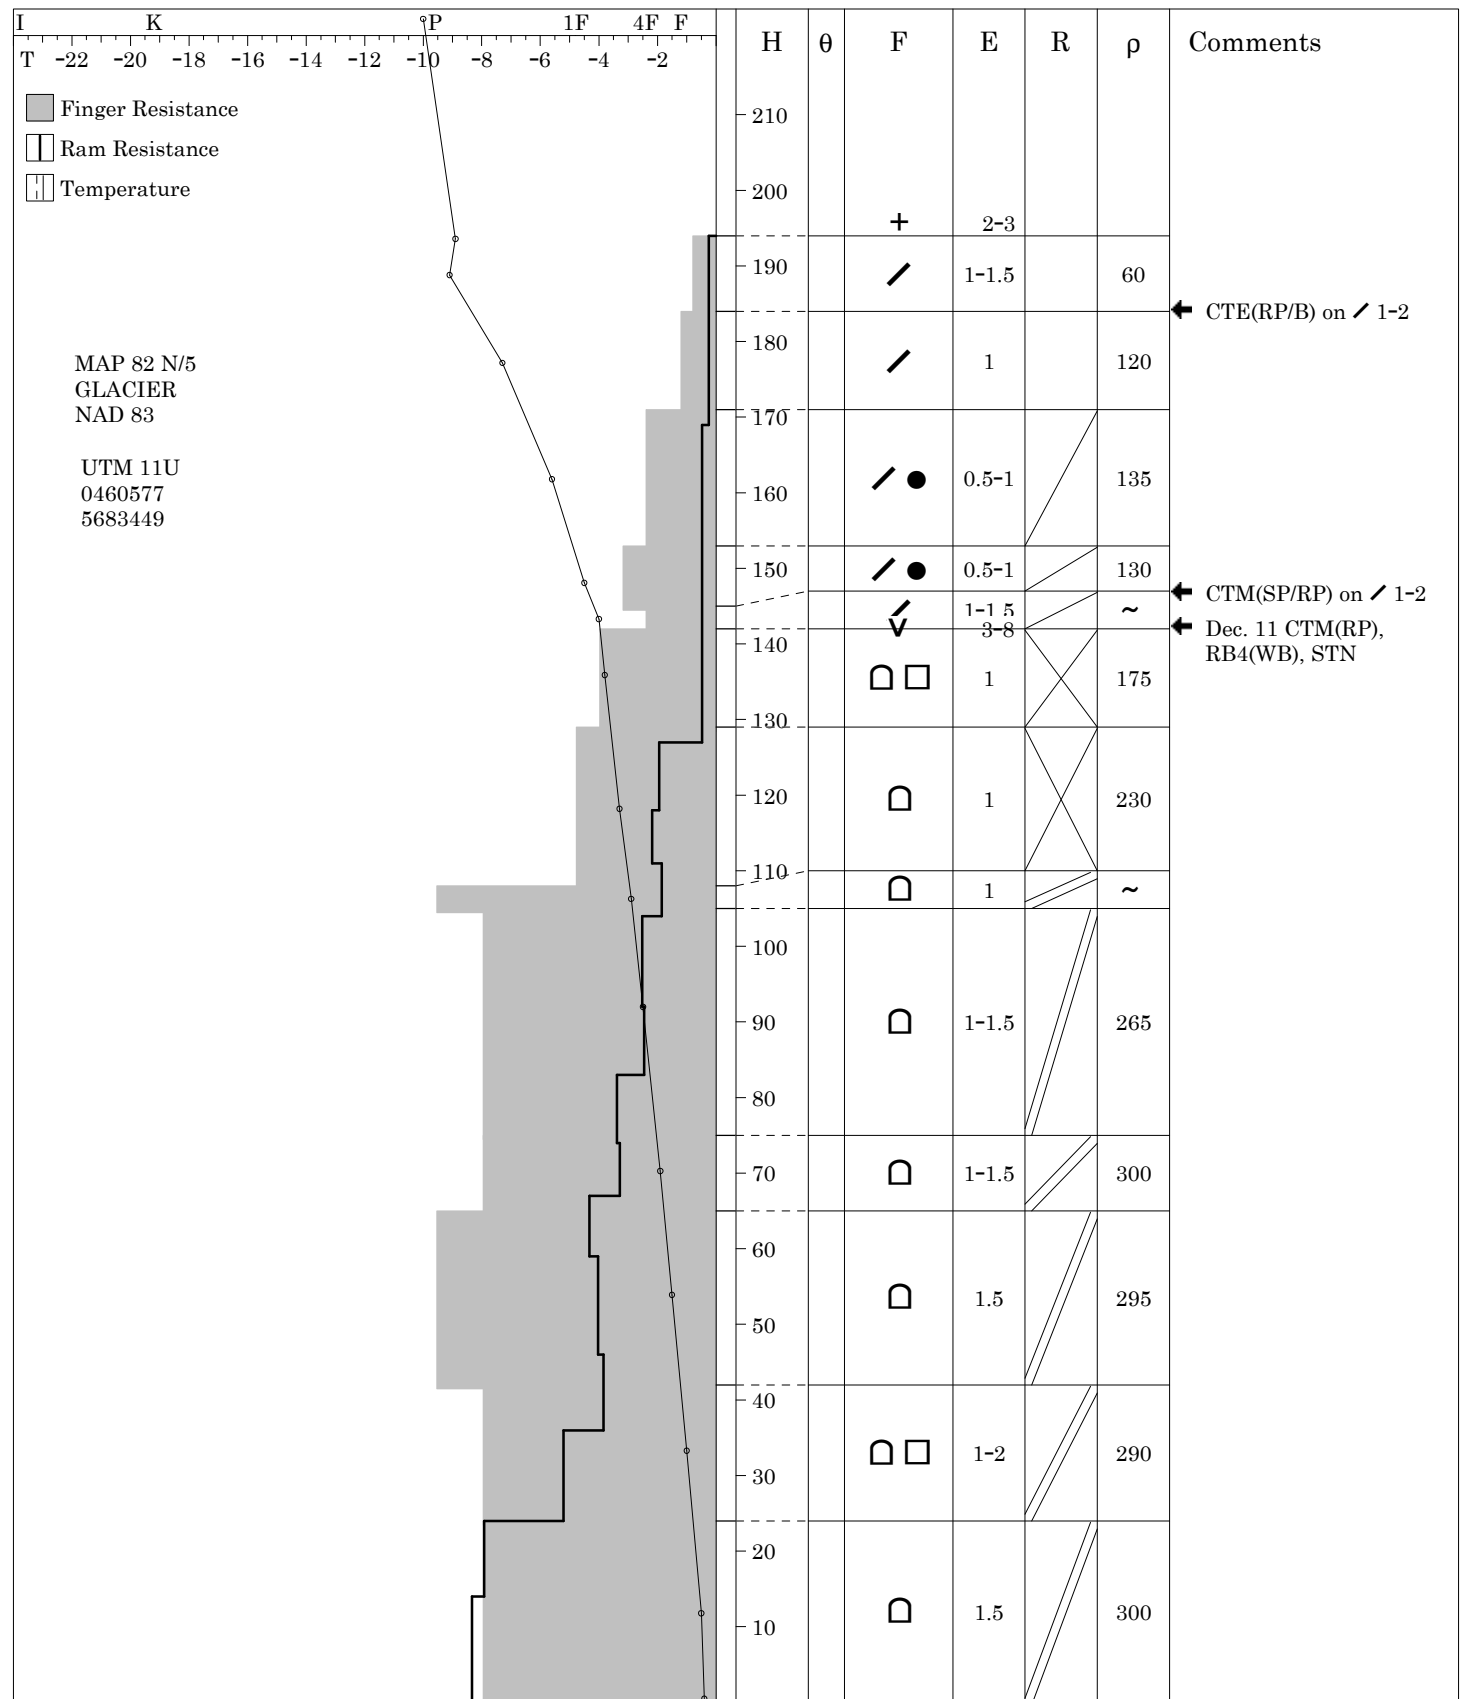 I K P 1F 4F F
T -22 -20 -18 -16 -14 -12 -10 -8 -6 -4 -2
H θ F E R ρ Comments
Finger Resistance
Ram Resistance
Temperature
MAP 82 N/5
GLACIER
NAD 83
UTM 11U
0460577
5683449
210
200
+ 2-3
190 1-1.5 60
CTE(RP/B) on 1-2
180 1 120
170
160 0.5-1 135
150 0.5-1 130
CTM(SP/RP) on 1-2
1-1.5 ~
3-8
Dec. 11 CTM(RP),
RB4(WB), STN
140
1 175
130
120 1 230
110
1 ~
100
90 1-1.5 265
80
70 1-1.5 300
60
1.5 295
50
40
30 1-2 290
20
10 1.5 300